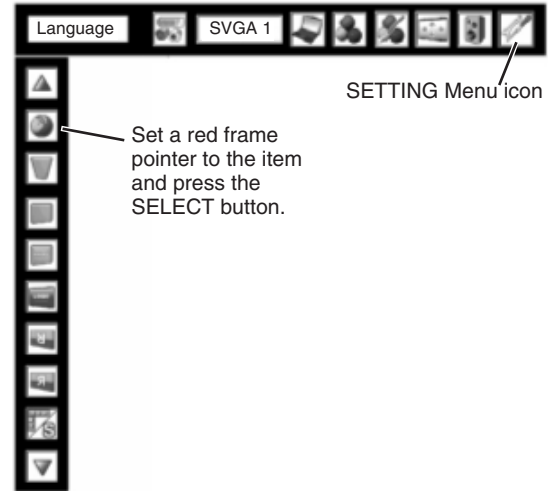 Language
SVGA 1
SETTING Menu icon
Set a red frame
pointer to the item
and press the
SELECT button.